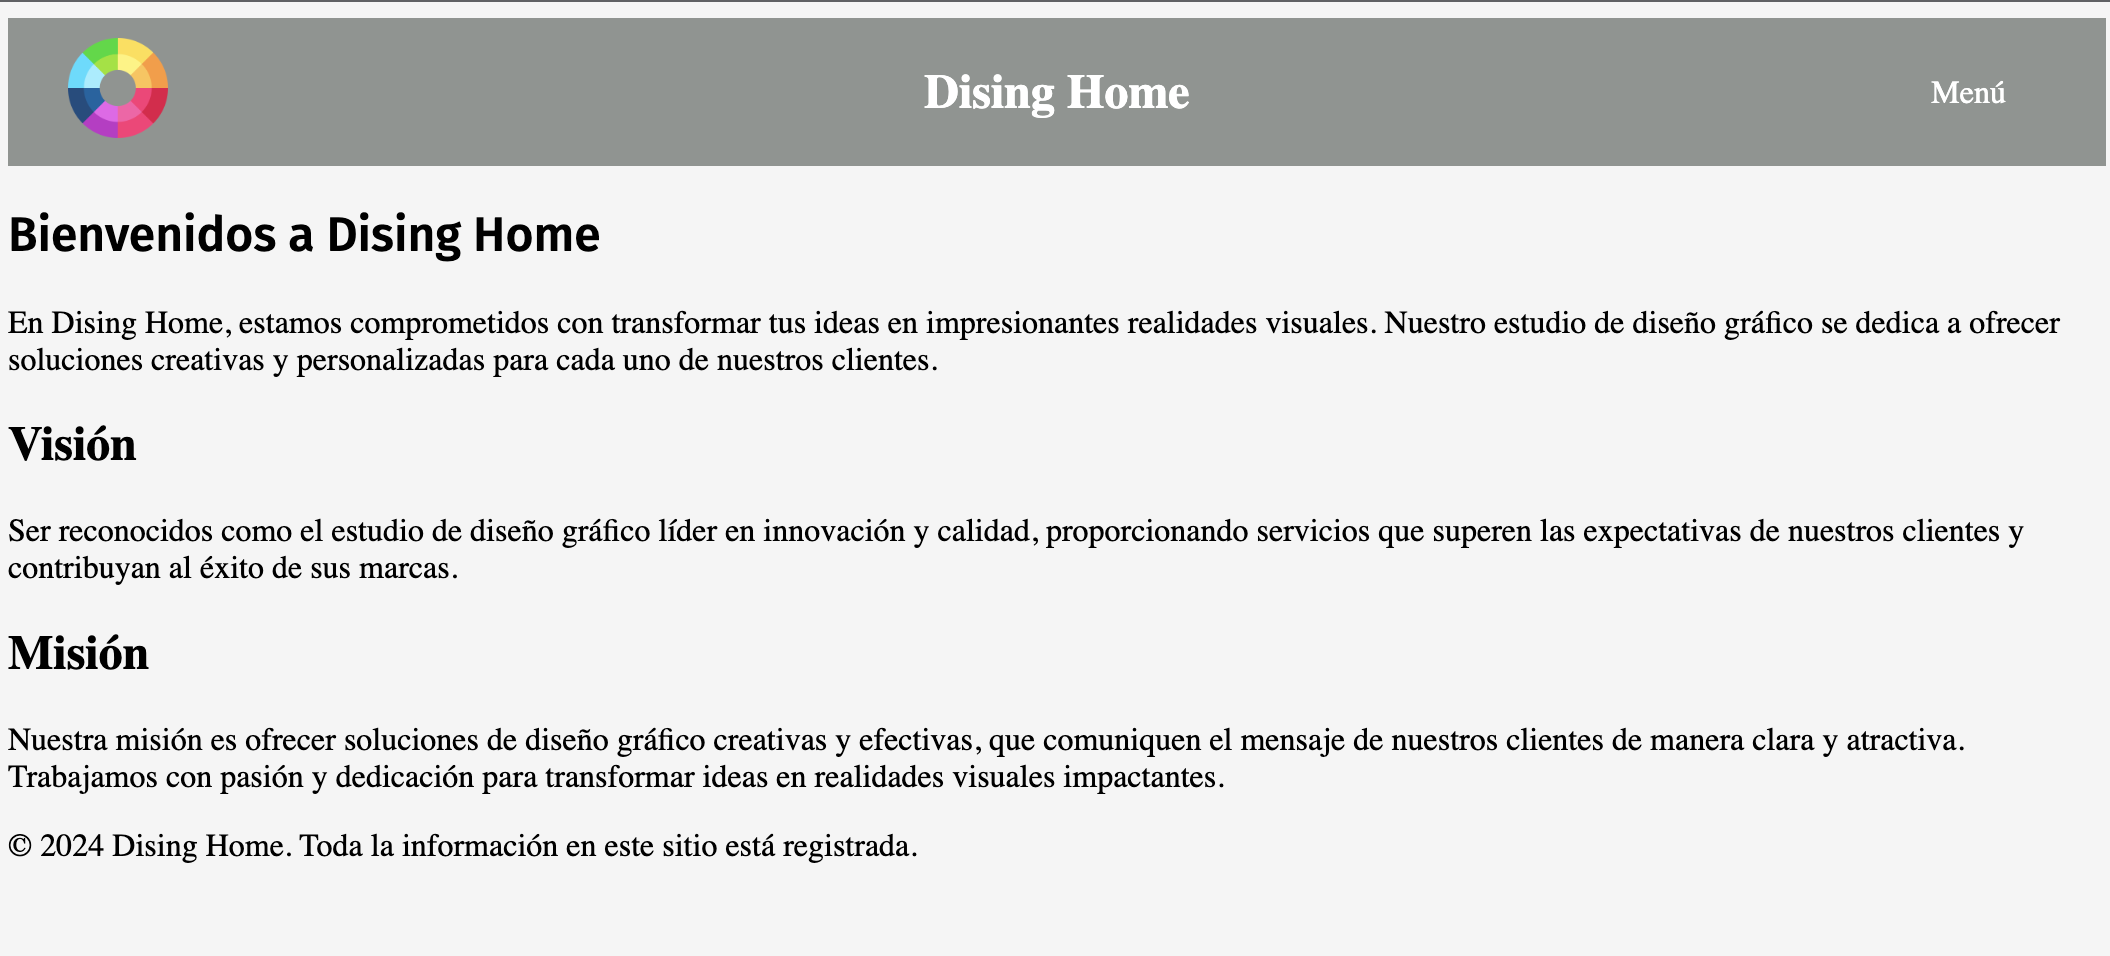 Dising Home
Menú
Bienvenidos a Dising Home
En Dising Home, estamos comprometidos con transformar tus ideas en impresionantes realidades visuales. Nuestro estudio de diseño gráfico se dedica a ofrecer
soluciones creativas y personalizadas para cada uno de nuestros clientes.
Visión
Ser reconocidos como el estudio de diseño gráfico líder en innovación y calidad, proporcionando servicios que superen las expectativas de nuestros clientes y
contribuyan al éxito de sus marcas.
Misión
Nuestra misión es ofrecer soluciones de diseño gráfico creativas y efectivas, que comuniquen el mensaje de nuestros clientes de manera clara y atractiva.
Trabajamos con pasión y dedicación para transformar ideas en realidades visuales impactantes.
© 2024 Dising Home. Toda la información en este sitio está registrada.